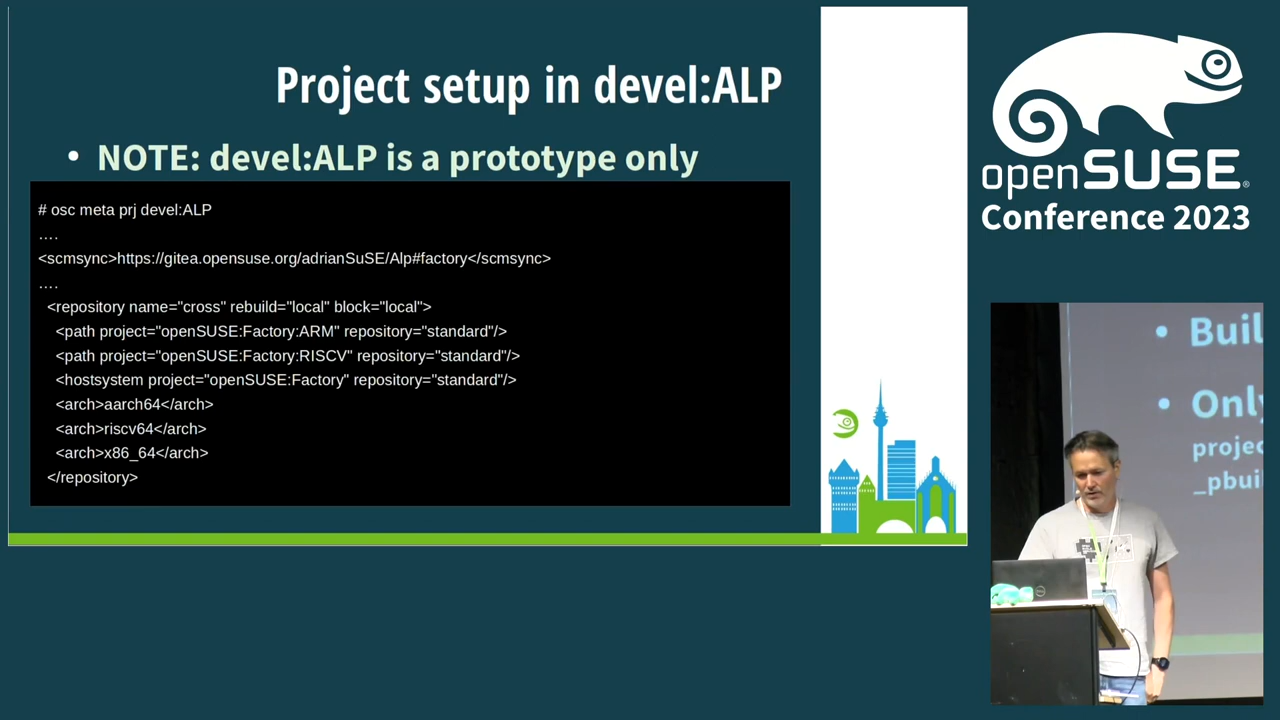 Project setup in devel:ALP
• NOTE: devel:ALP is a prototype only
# osc meta prj devel:ALP
....
<scmsync>https://gitea.opensuse.org/adrianSuSE/Alp#factory</scmsync>
....
<repository name="cross" rebuild="local" block="local">
<path project="openSUSE:Factory:ARM" repository="standard"/>
<path project="openSUSE:Factory:RISCV" repository="standard"/>
<hostsystem project="openSUSE:Factory" repository="standard"/>
<arch>aarch64</arch>
<arch>riscv64</arch>
<arch>x86_64</arch>
</repository>
openSUSE®
Conference 2023
• Buil
• Only
projec
_pbui